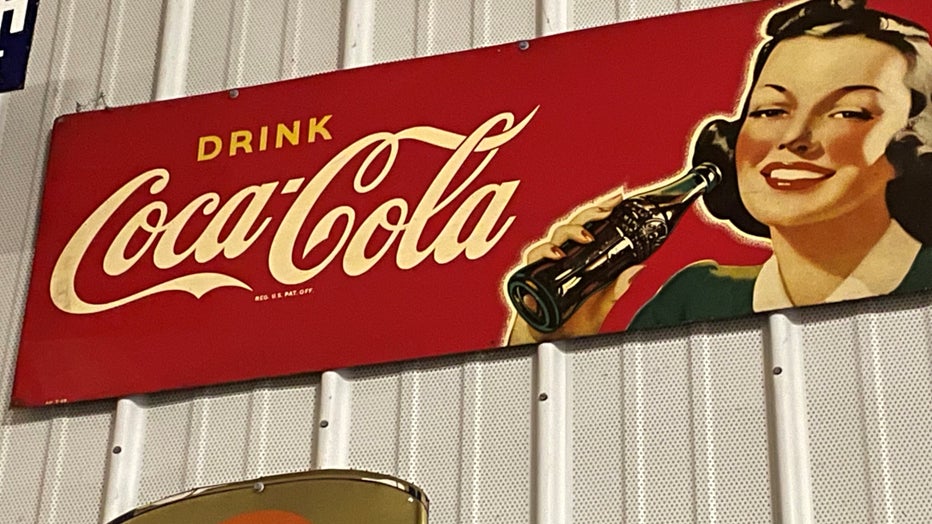 DRINK
Coca-Cola
REG. U.S. PAT. OFF.